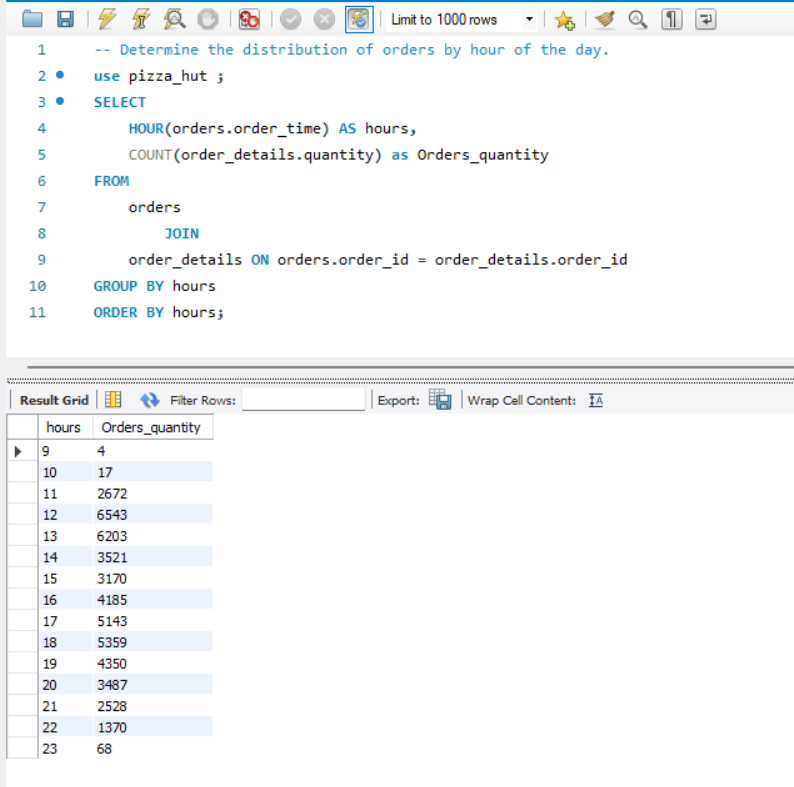 Limit to 1000 rows
1 -- Determine the distribution of orders by hour of the day.
2 use pizza_hut ;
3 SELECT
4 HOUR(orders.order_time) AS hours,
5 COUNT(order_details.quantity) as Orders_quantity
6 FROM
7 orders
8 JOIN
9 order_details ON orders.order_id = order_details.order_id
10 GROUP BY hours
11 ORDER BY hours;
Result Grid Filter Rows: Export: Wrap Cell Content: IA
hours Orders_quantity
9 4
10 17
11 2672
12 6543
13 6203
14 3521
15 3170
16 4185
17 5143
18 5359
19 4350
20 3487
21 2528
22 1370
23 68